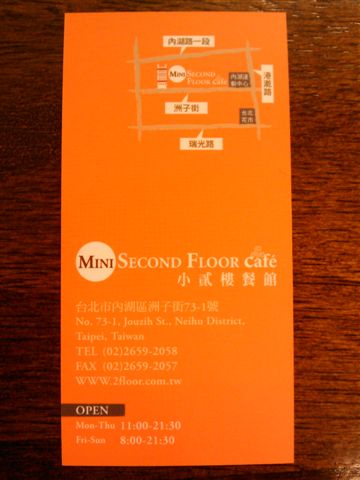 內湖路一段
MINI SECOND FLOOR café
內湖運動中心
港墘路
洲子街
台北花市
瑞光路
MINI SECOND FLOOR café
小貳樓餐館
台北市內湖區洲子街73-1號
No. 73-1, Jouzih St., Neihu District,
Taipei, Taiwan
TEL (02)2659-2058
FAX (02)2659-2057
WWW.2floor.com.tw
OPEN
Mon-Thu 11:00-21:30
Fri-Sun 8:00-21:30